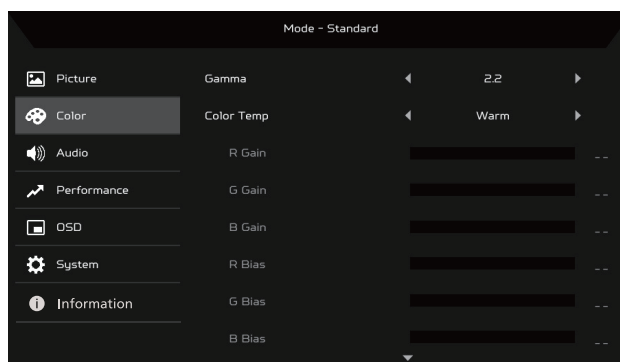 Mode - Standard
Picture
Gamma 2.2
Color
Color Temp Warm
Audio
R Gain --
Performance
G Gain --
OSD
B Gain --
System
R Bias --
Information
G Bias --
B Bias --